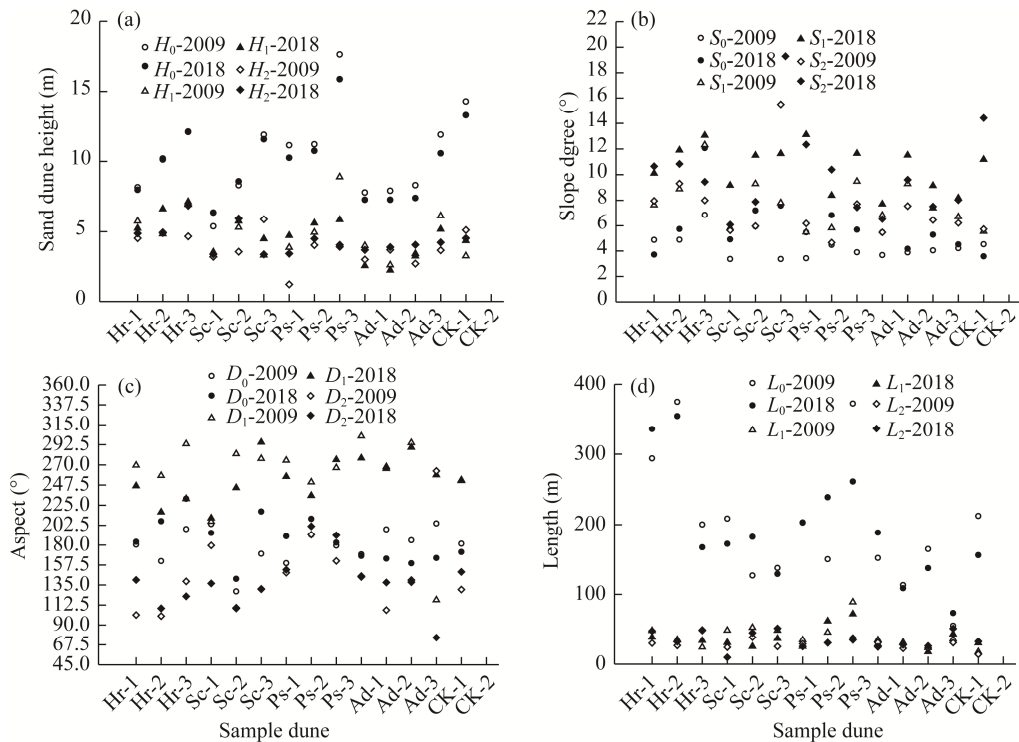 (a)
H₀-2009 H₁-2018
H₀-2018 H₂-2009
H₁-2009 H₂-2018
Sand dune height (m)
20
15
10
5
0
Hr-1 Hr-2 Hr-3 Sc-1 Sc-2 Sc-3 Ps-1 Ps-2 Ps-3 Ad-1 Ad-2 Ad-3 CK-1 CK-2
(b)
S₀-2009 S₁-2018
S₀-2018 S₂-2009
S₁-2009 S₂-2018
Slope dgree (°)
22
20
18
16
14
12
10
8
6
4
2
0
Hr-1 Hr-2 Hr-3 Sc-1 Sc-2 Sc-3 Ps-1 Ps-2 Ps-3 Ad-1 Ad-2 Ad-3 CK-1 CK-2
(c)
D₀-2009 D₁-2018
D₀-2018 D₂-2009
D₁-2009 D₂-2018
Aspect (°)
360.0
337.5
315.0
292.5
270.0
247.5
225.0
202.5
180.0
157.5
135.0
112.5
90.0
67.5
45.0
Hr-1 Hr-2 Hr-3 Sc-1 Sc-2 Sc-3 Ps-1 Ps-2 Ps-3 Ad-1 Ad-2 Ad-3 CK-1 CK-2
Sample dune
(d)
L₀-2009 L₁-2018
L₀-2018 L₂-2009
L₁-2009 L₂-2018
Length (m)
400
300
200
100
0
Hr-1 Hr-2 Hr-3 Sc-1 Sc-2 Sc-3 Ps-1 Ps-2 Ps-3 Ad-1 Ad-2 Ad-3 CK-1 CK-2
Sample dune